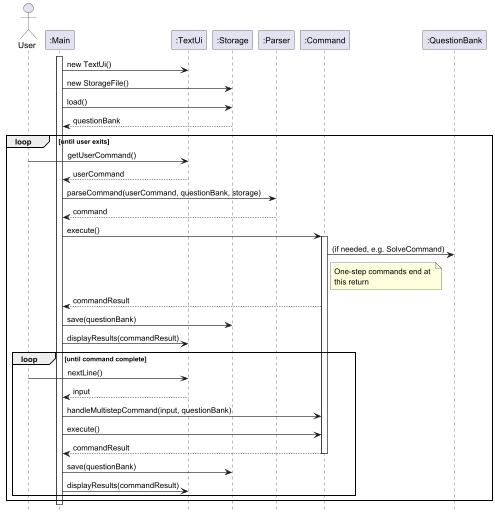 User
:Main
:TextUi
:Storage
:Parser
:Command
:QuestionBank
new TextUi()
new StorageFile()
load()
questionBank
loop [until user exits]
getUserCommand()
userCommand
parseCommand(userCommand, questionBank, storage)
command
execute()
(if needed, e.g. SolveCommand)
One-step commands end at
this return
commandResult
save(questionBank)
displayResults(commandResult)
loop [until command complete]
nextLine()
input
handleMultistepCommand(input, questionBank)
execute()
commandResult
save(questionBank)
displayResults(commandResult)